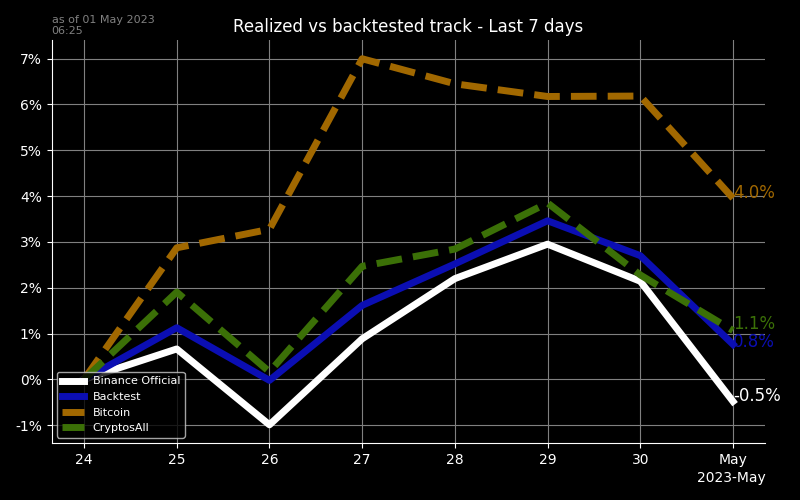 as of 01 May 2023
06:25
Realized vs backtested track - Last 7 days
7%
6%
5%
4%
3%
2%
1%
0%
-1%
4.0%
1.1%
0.8%
-0.5%
Binance Official
Backtest
Bitcoin
CryptosAll
24 25 26 27 28 29 30 May
2023-May